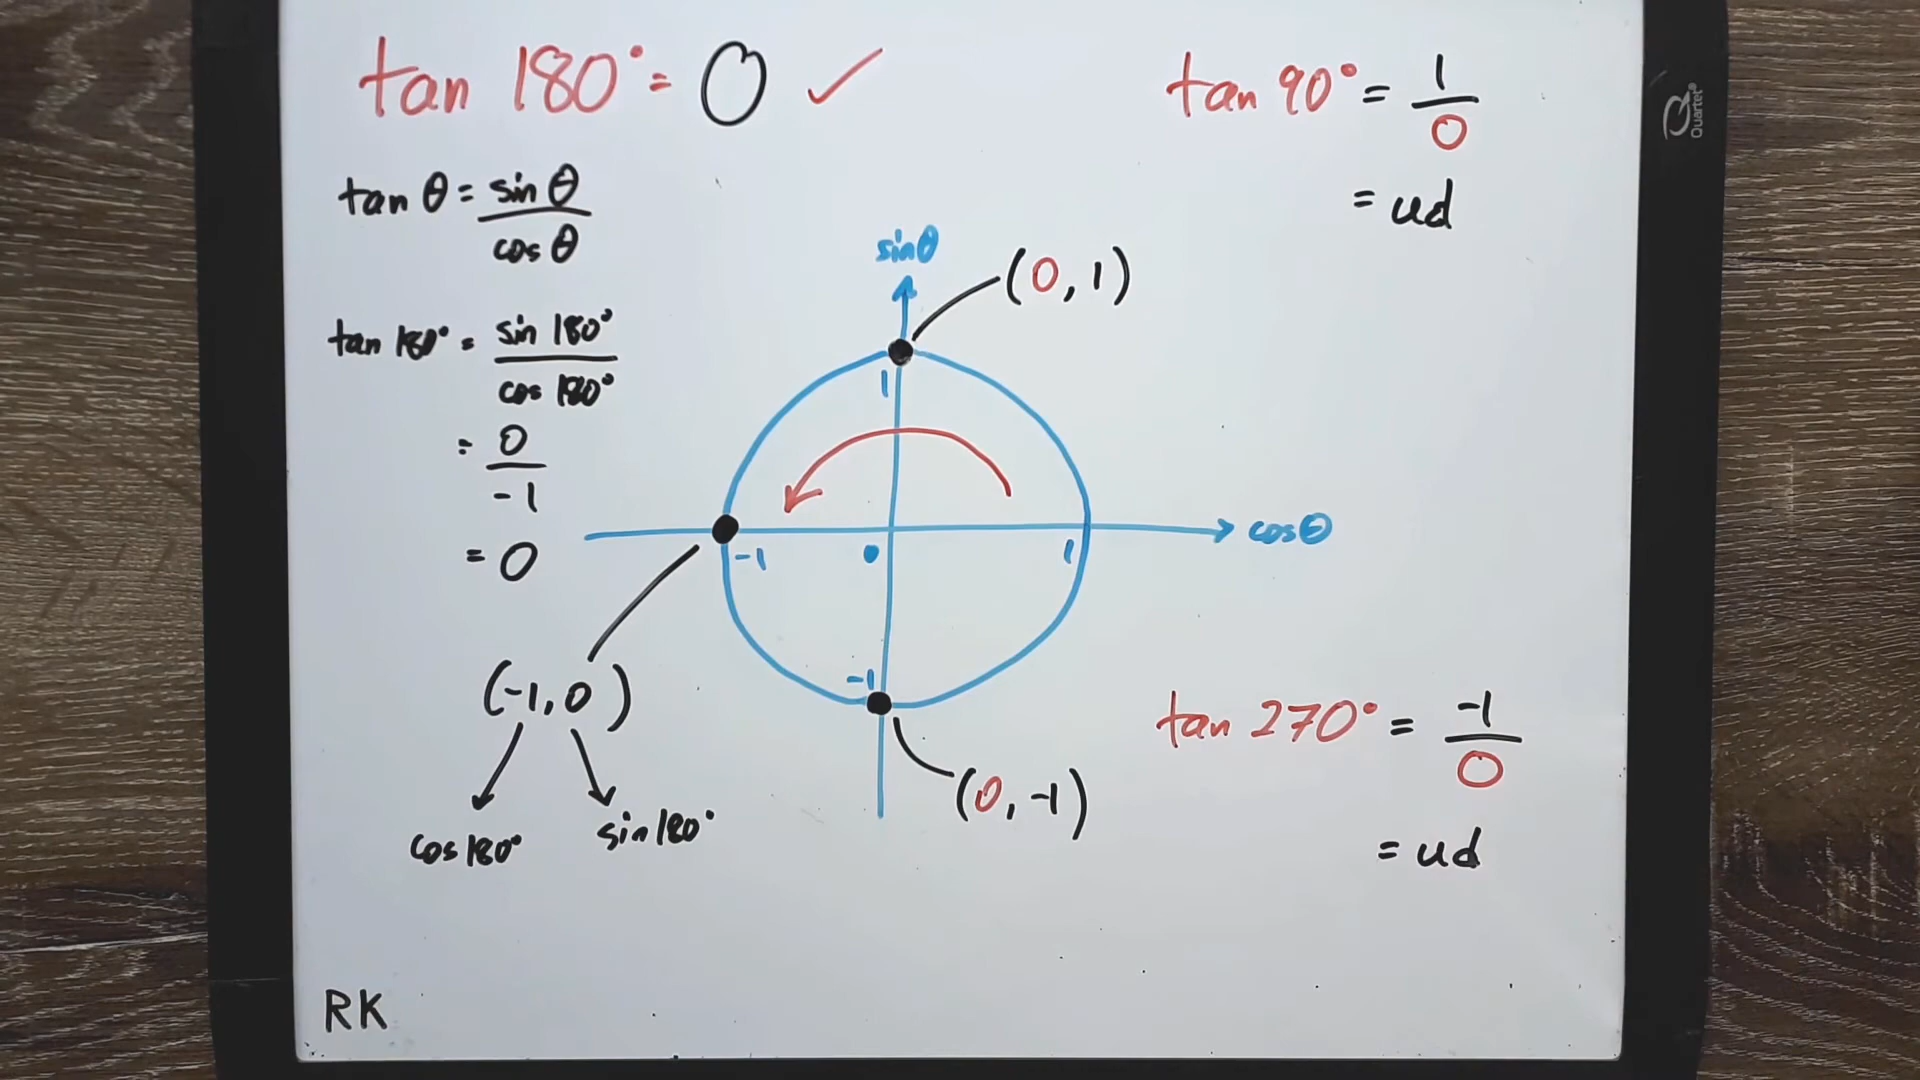 tan 180° = 0 ✓
tan θ = sin θ / cos θ
tan 180° = sin 180° / cos 180°
= 0 / -1
= 0
(-1, 0)
cos 180°
sin 180°
sin θ
(0, 1)
1
-1
0
1
cos θ
-1
(0, -1)
tan 90° = 1 / 0
= ud
tan 270° = -1 / 0
= ud
RK
Quartet